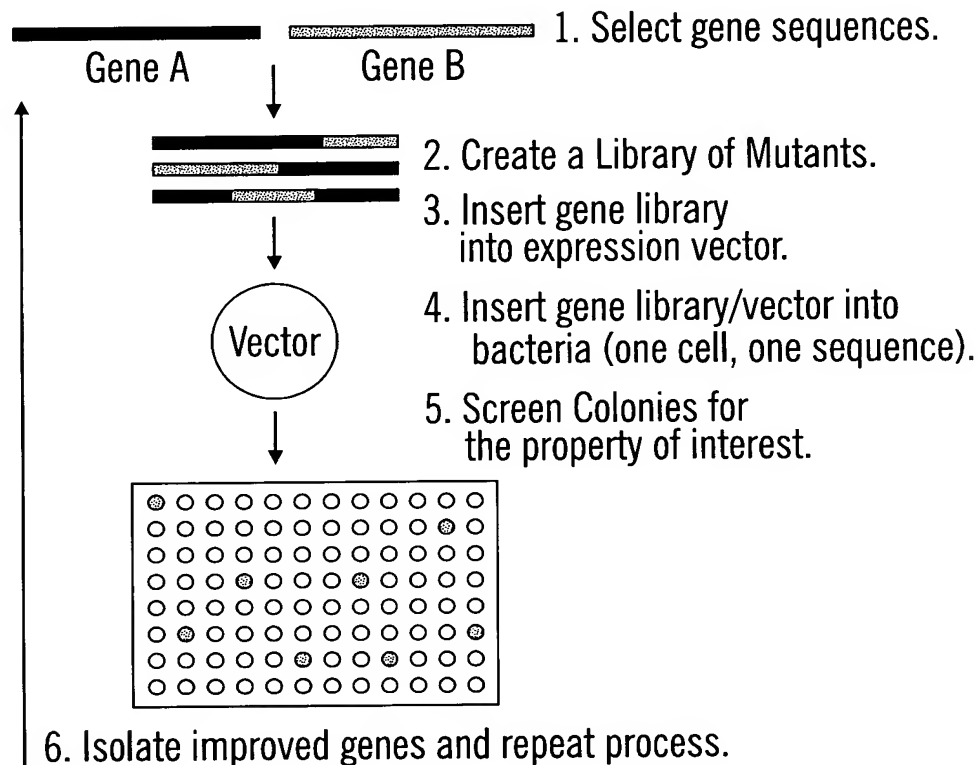 1. Select gene sequences.
Gene A
Gene B
2. Create a Library of Mutants.
3. Insert gene library
into expression vector.
Vector
4. Insert gene library/vector into
bacteria (one cell, one sequence).
5. Screen Colonies for
the property of interest.
6. Isolate improved genes and repeat process.